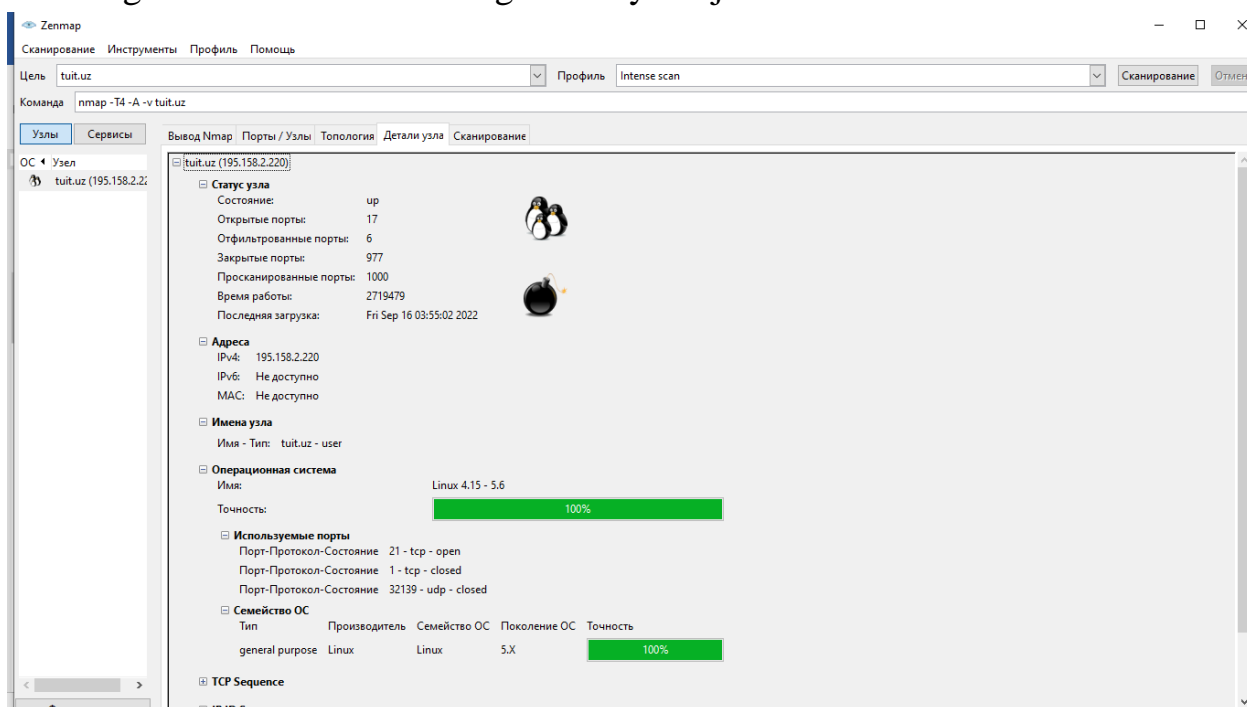 Zenmap
Сканирование Инструменты Профиль Помощь
Цель tuit.uz Профиль Intense scan Сканирование Отмен
Команда nmap -T4 -A -v tuit.uz
Узлы Сервисы Вывод Nmap Порты / Узлы Топология Детали узла Сканирование
ОС Узел
tuit.uz (195.158.2.22
tuit.uz (195.158.2.220)
Статус узла
Состояние: up
Открытые порты: 17
Отфильтрованные порты: 6
Закрытые порты: 977
Просканированные порты: 1000
Время работы: 2719479
Последняя загрузка: Fri Sep 16 03:55:02 2022
Адреса
IPv4: 195.158.2.220
IPv6: Не доступно
MAC: Не доступно
Имена узла
Имя - Тип: tuit.uz - user
Операционная система
Имя: Linux 4.15 - 5.6
Точность: 100%
Используемые порты
Порт-Протокол-Состояние 21 - tcp - open
Порт-Протокол-Состояние 1 - tcp - closed
Порт-Протокол-Состояние 32139 - udp - closed
Семейство ОС
Тип Производитель Семейство ОС Поколение ОС Точность
general purpose Linux Linux 5.X 100%
TCP Sequence